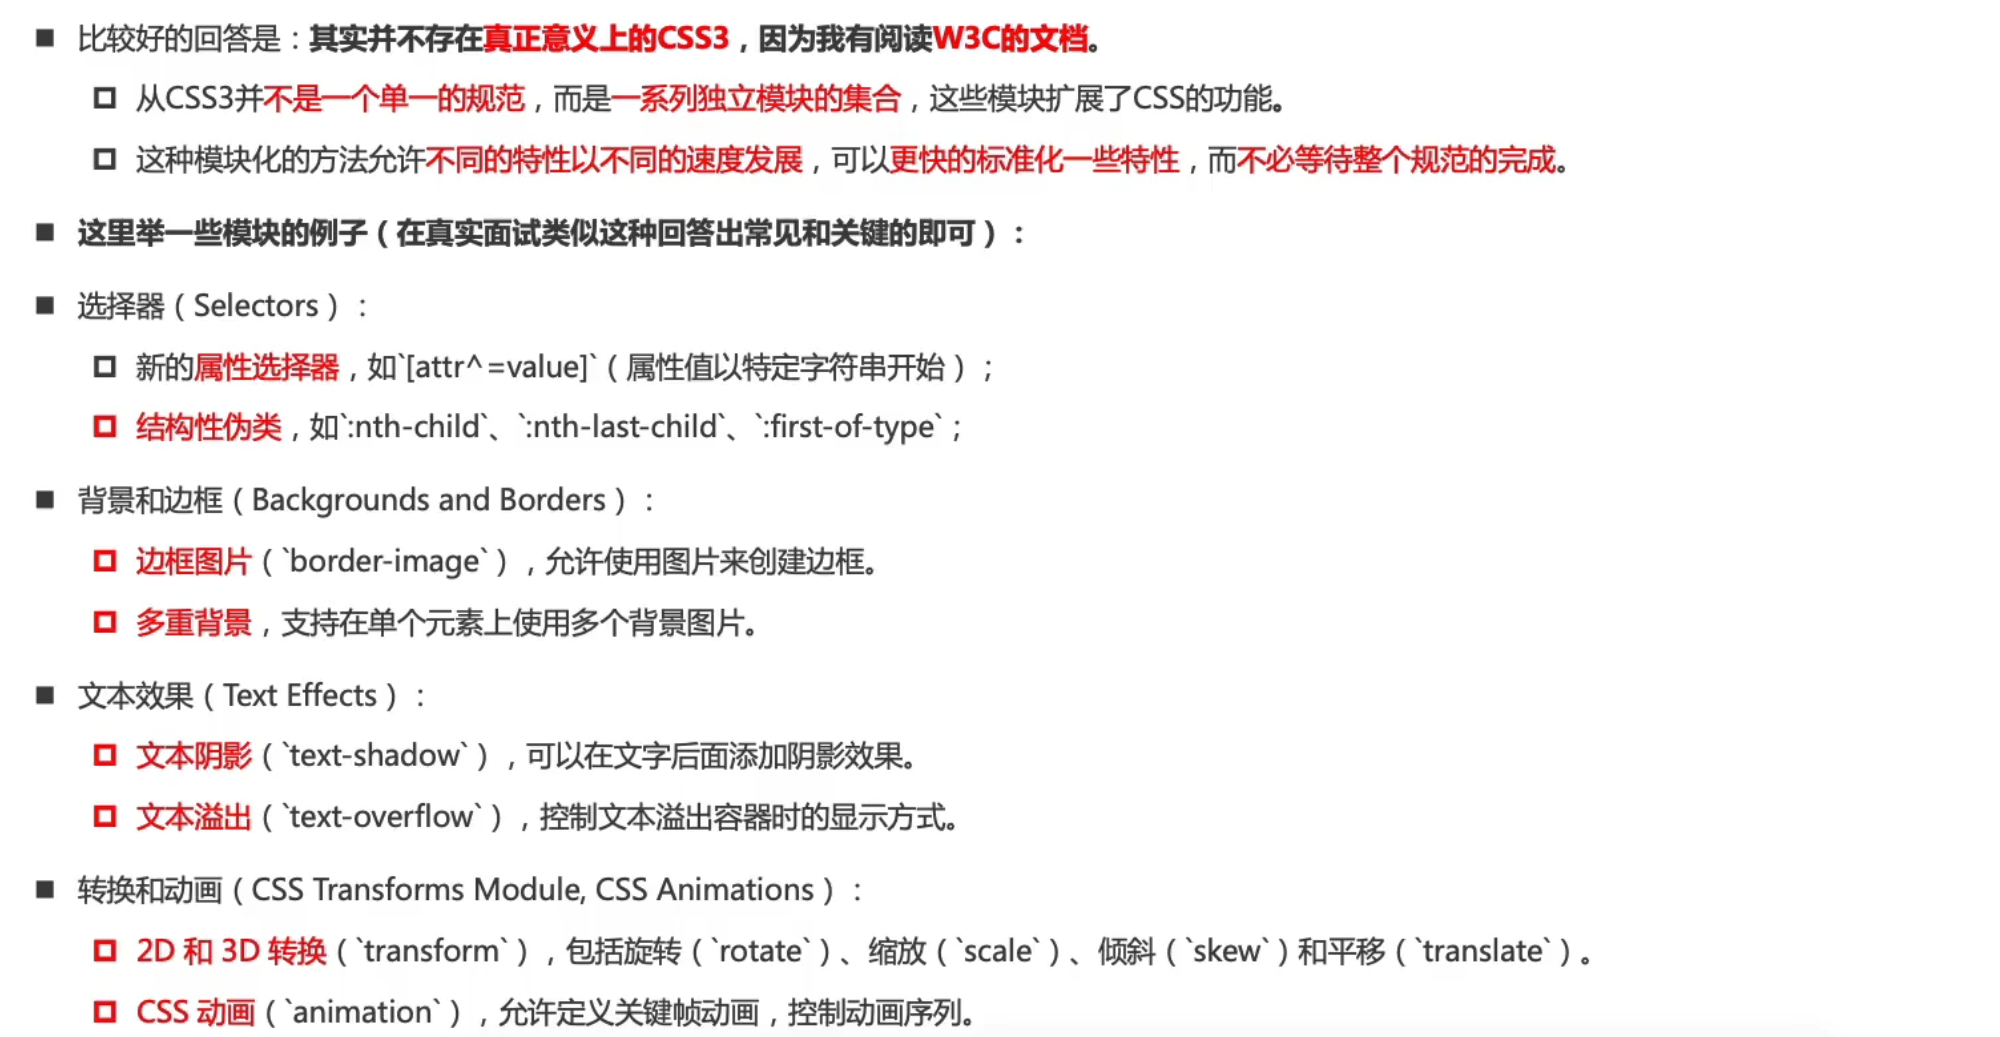 比较好的回答是：其实并不存在真正意义上的CSS3，因为我有阅读W3C的文档。
从CSS3并不是一个单一的规范，而是一系列独立模块的集合，这些模块扩展了CSS的功能。
这种模块化的方法允许不同的特性以不同的速度发展，可以更快的标准化一些特性，而不必等待整个规范的完成。
这里举一些模块的例子（在真实面试类似这种回答出常见和关键的即可）：
选择器（Selectors）：
新的属性选择器，如`[attr^=value]`（属性值以特定字符串开始）；
结构性伪类，如`:nth-child`、`:nth-last-child`、`:first-of-type`；
背景和边框（Backgrounds and Borders）：
边框图片（`border-image`），允许使用图片来创建边框。
多重背景，支持在单个元素上使用多个背景图片。
文本效果（Text Effects）：
文本阴影（`text-shadow`），可以在文字后面添加阴影效果。
文本溢出（`text-overflow`），控制文本溢出容器时的显示方式。
转换和动画（CSS Transforms Module, CSS Animations）：
2D 和 3D 转换（`transform`），包括旋转（`rotate`）、缩放（`scale`）、倾斜（`skew`）和平移（`translate`）。
CSS 动画（`animation`），允许定义关键帧动画，控制动画序列。